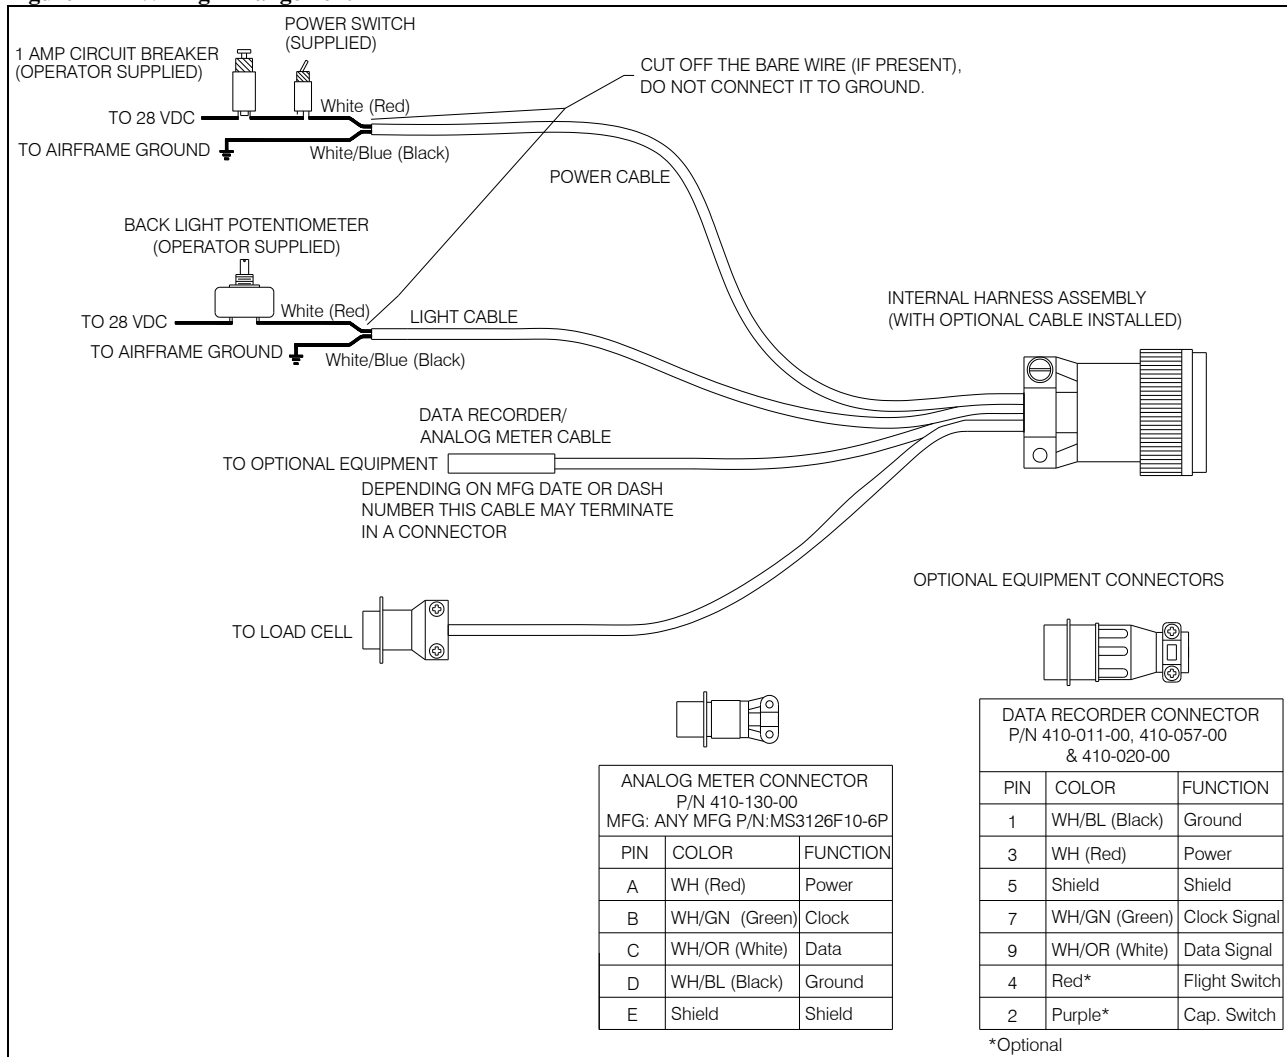 POWER SWITCH
(SUPPLIED)
1 AMP CIRCUIT BREAKER
(OPERATOR SUPPLIED)
CUT OFF THE BARE WIRE (IF PRESENT),
DO NOT CONNECT IT TO GROUND.
White (Red)
TO 28 VDC
TO AIRFRAME GROUND
White/Blue (Black)
POWER CABLE
BACK LIGHT POTENTIOMETER
(OPERATOR SUPPLIED)
INTERNAL HARNESS ASSEMBLY
(WITH OPTIONAL CABLE INSTALLED)
White (Red)
LIGHT CABLE
TO 28 VDC
TO AIRFRAME GROUND
White/Blue (Black)
DATA RECORDER/
ANALOG METER CABLE
TO OPTIONAL EQUIPMENT
DEPENDING ON MFG DATE OR DASH
NUMBER THIS CABLE MAY TERMINATE
IN A CONNECTOR
OPTIONAL EQUIPMENT CONNECTORS
TO LOAD CELL
ANALOG METER CONNECTOR
P/N 410-130-00
MFG: ANY MFG P/N:MS3126F10-6P
PIN COLOR FUNCTION
A WH (Red) Power
B WH/GN (Green) Clock
C WH/OR (White) Data
D WH/BL (Black) Ground
E Shield Shield
DATA RECORDER CONNECTOR
P/N 410-011-00, 410-057-00
& 410-020-00
PIN COLOR FUNCTION
1 WH/BL (Black) Ground
3 WH (Red) Power
5 Shield Shield
7 WH/GN (Green) Clock Signal
9 WH/OR (White) Data Signal
4 Red* Flight Switch
2 Purple* Cap. Switch
*Optional